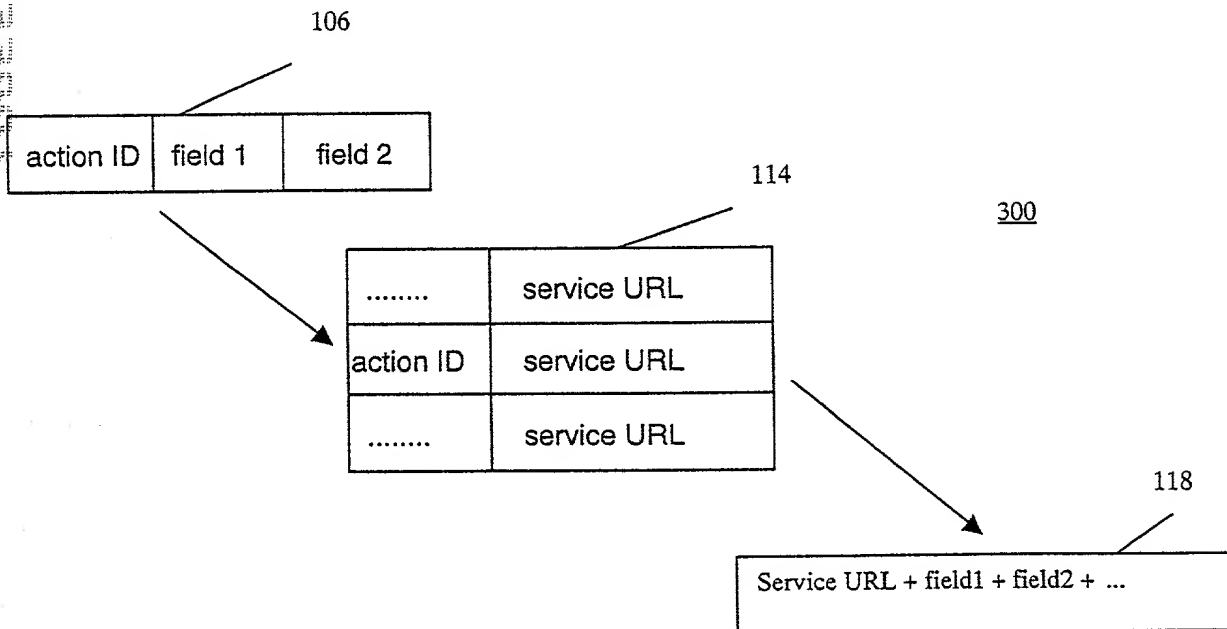 106
action ID field 1 field 2
114
300
........ service URL
action ID service URL
........ service URL
118
Service URL + field1 + field2 + ...